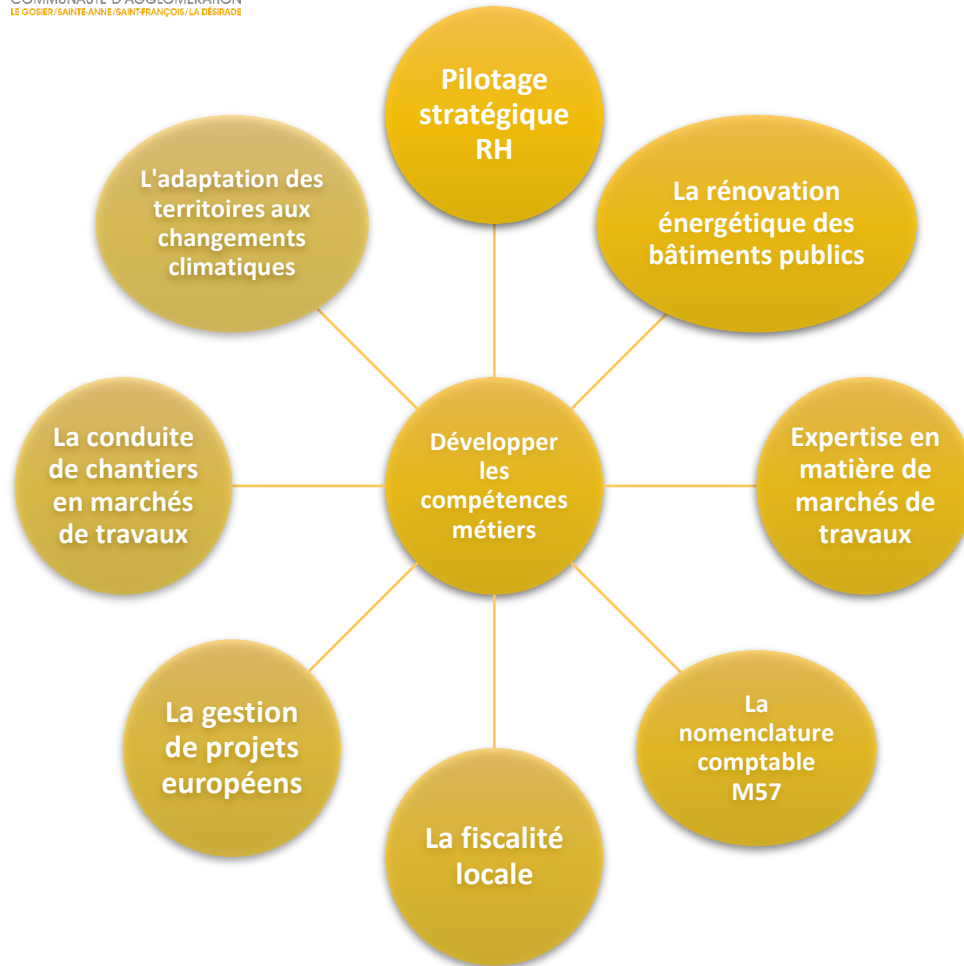 COMMUNAUTÉ D'AGGLOMÉRATION
LE GOSIER/SAINTE-ANNE/SAINT-FRANÇOIS/LA DÉSIRADE
Pilotage
stratégique
RH
L'adaptation des
territoires aux
changements
climatiques
La rénovation
énergétique des
bâtiments publics
La conduite
de chantiers
en marchés
de travaux
Développer
les
compétences
métiers
Expertise en
matière de
marchés de
travaux
La gestion
de projets
européens
La
nomenclature
comptable
M57
La fiscalité
locale